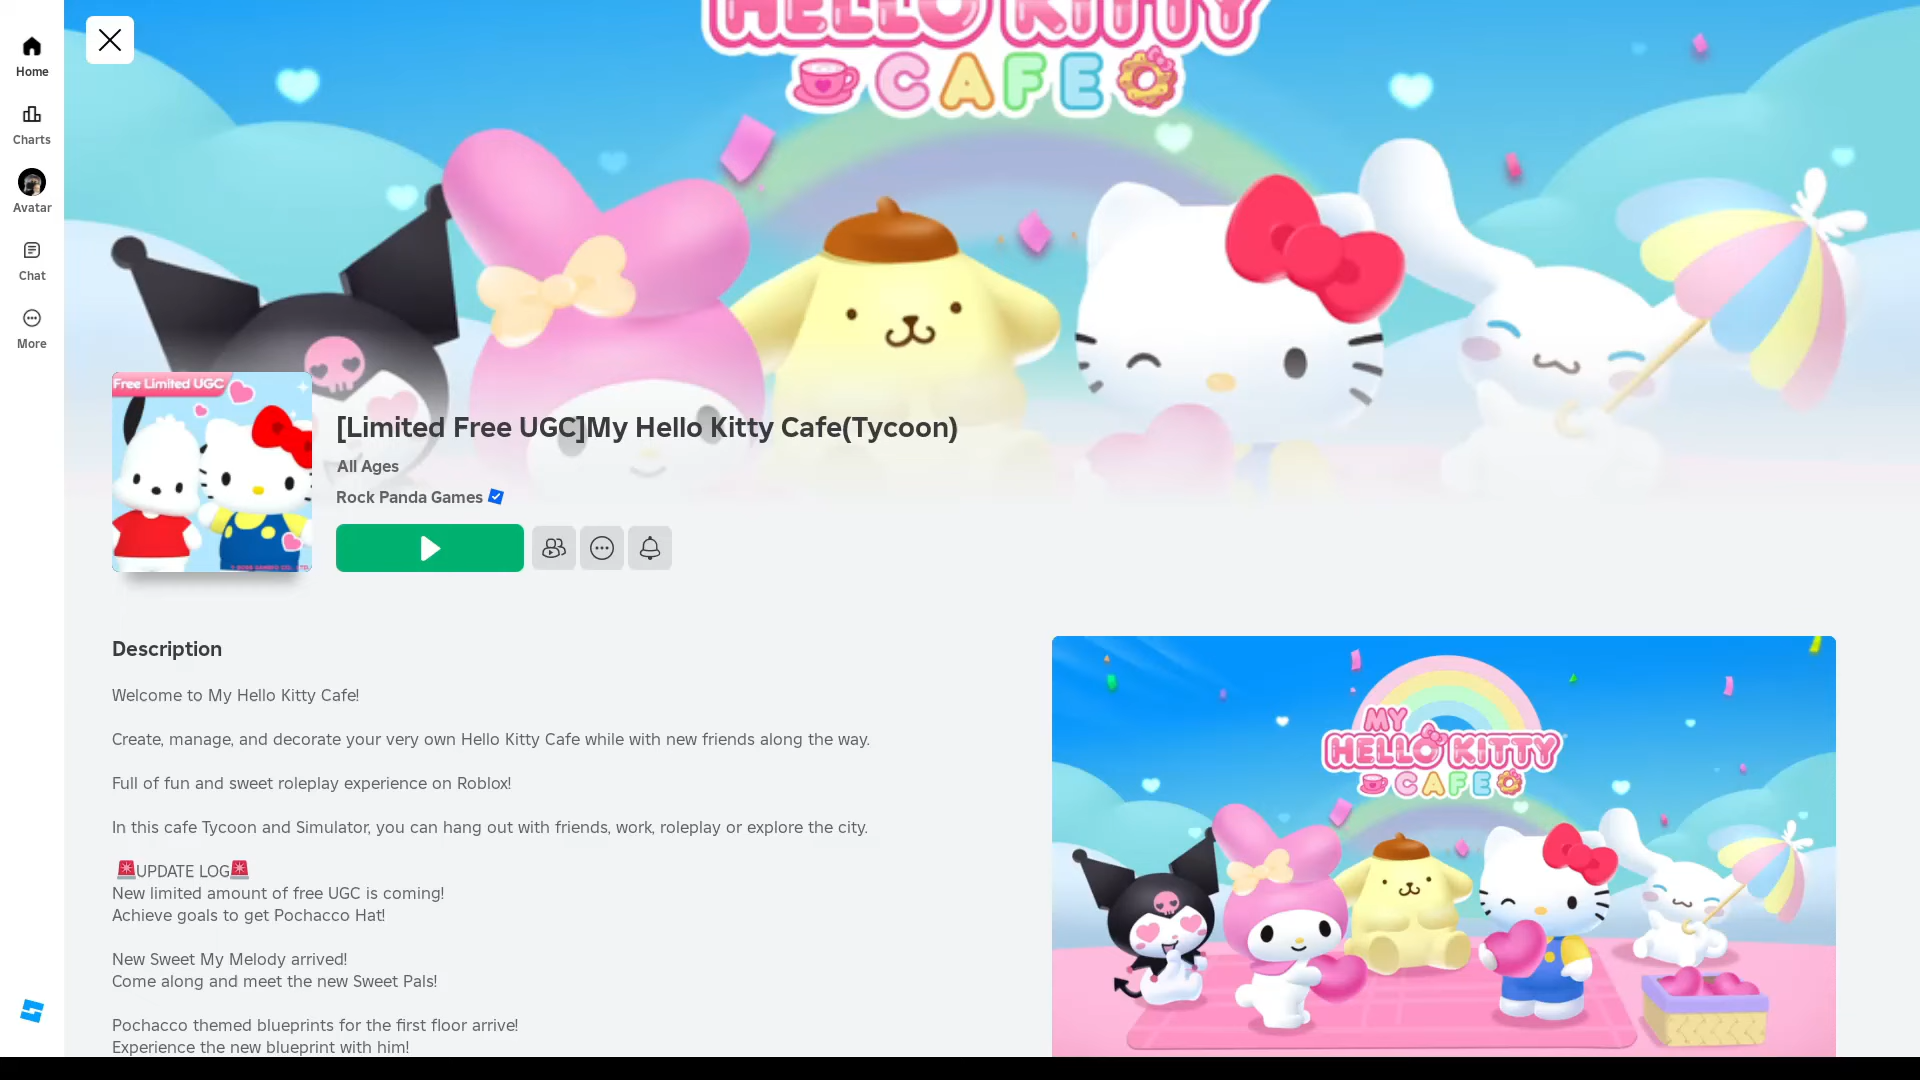 HELLO KITTY
CAFE
Home
Charts
Avatar
Chat
More
Free Limited UGC
[Limited Free UGC]My Hello Kitty Cafe(Tycoon)
All Ages
Rock Panda Games
Description
Welcome to My Hello Kitty Cafe!
Create, manage, and decorate your very own Hello Kitty Cafe while with new friends along the way.
Full of fun and sweet roleplay experience on Roblox!
In this cafe Tycoon and Simulator, you can hang out with friends, work, roleplay or explore the city.
🚨UPDATE LOG🚨
New limited amount of free UGC is coming!
Achieve goals to get Pochacco Hat!
New Sweet My Melody arrived!
Come along and meet the new Sweet Pals!
Pochacco themed blueprints for the first floor arrive!
Experience the new blueprint with him!
MY
HELLO KITTY
CAFE